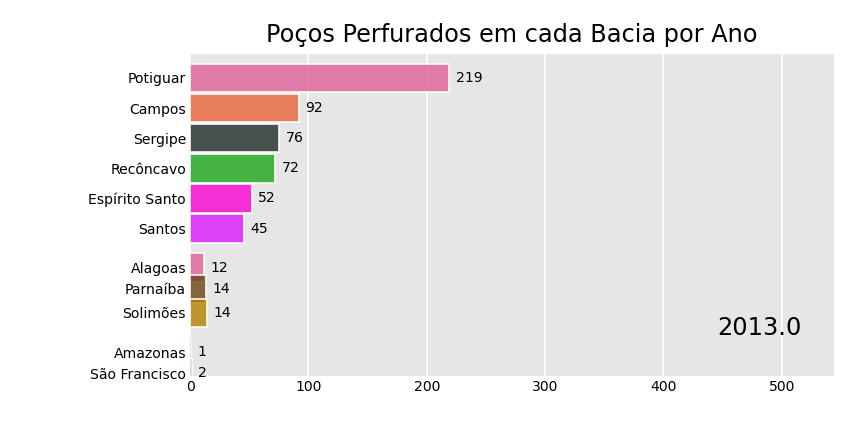 Poços Perfurados em cada Bacia por Ano
Potiguar 219
Campos 92
Sergipe 76
Recôncavo 72
Espírito Santo 52
Santos 45
Alagoas 12
Parnaíba 14
Solimões 14
2013.0
Amazonas 1
São Francisco 2
0 100 200 300 400 500